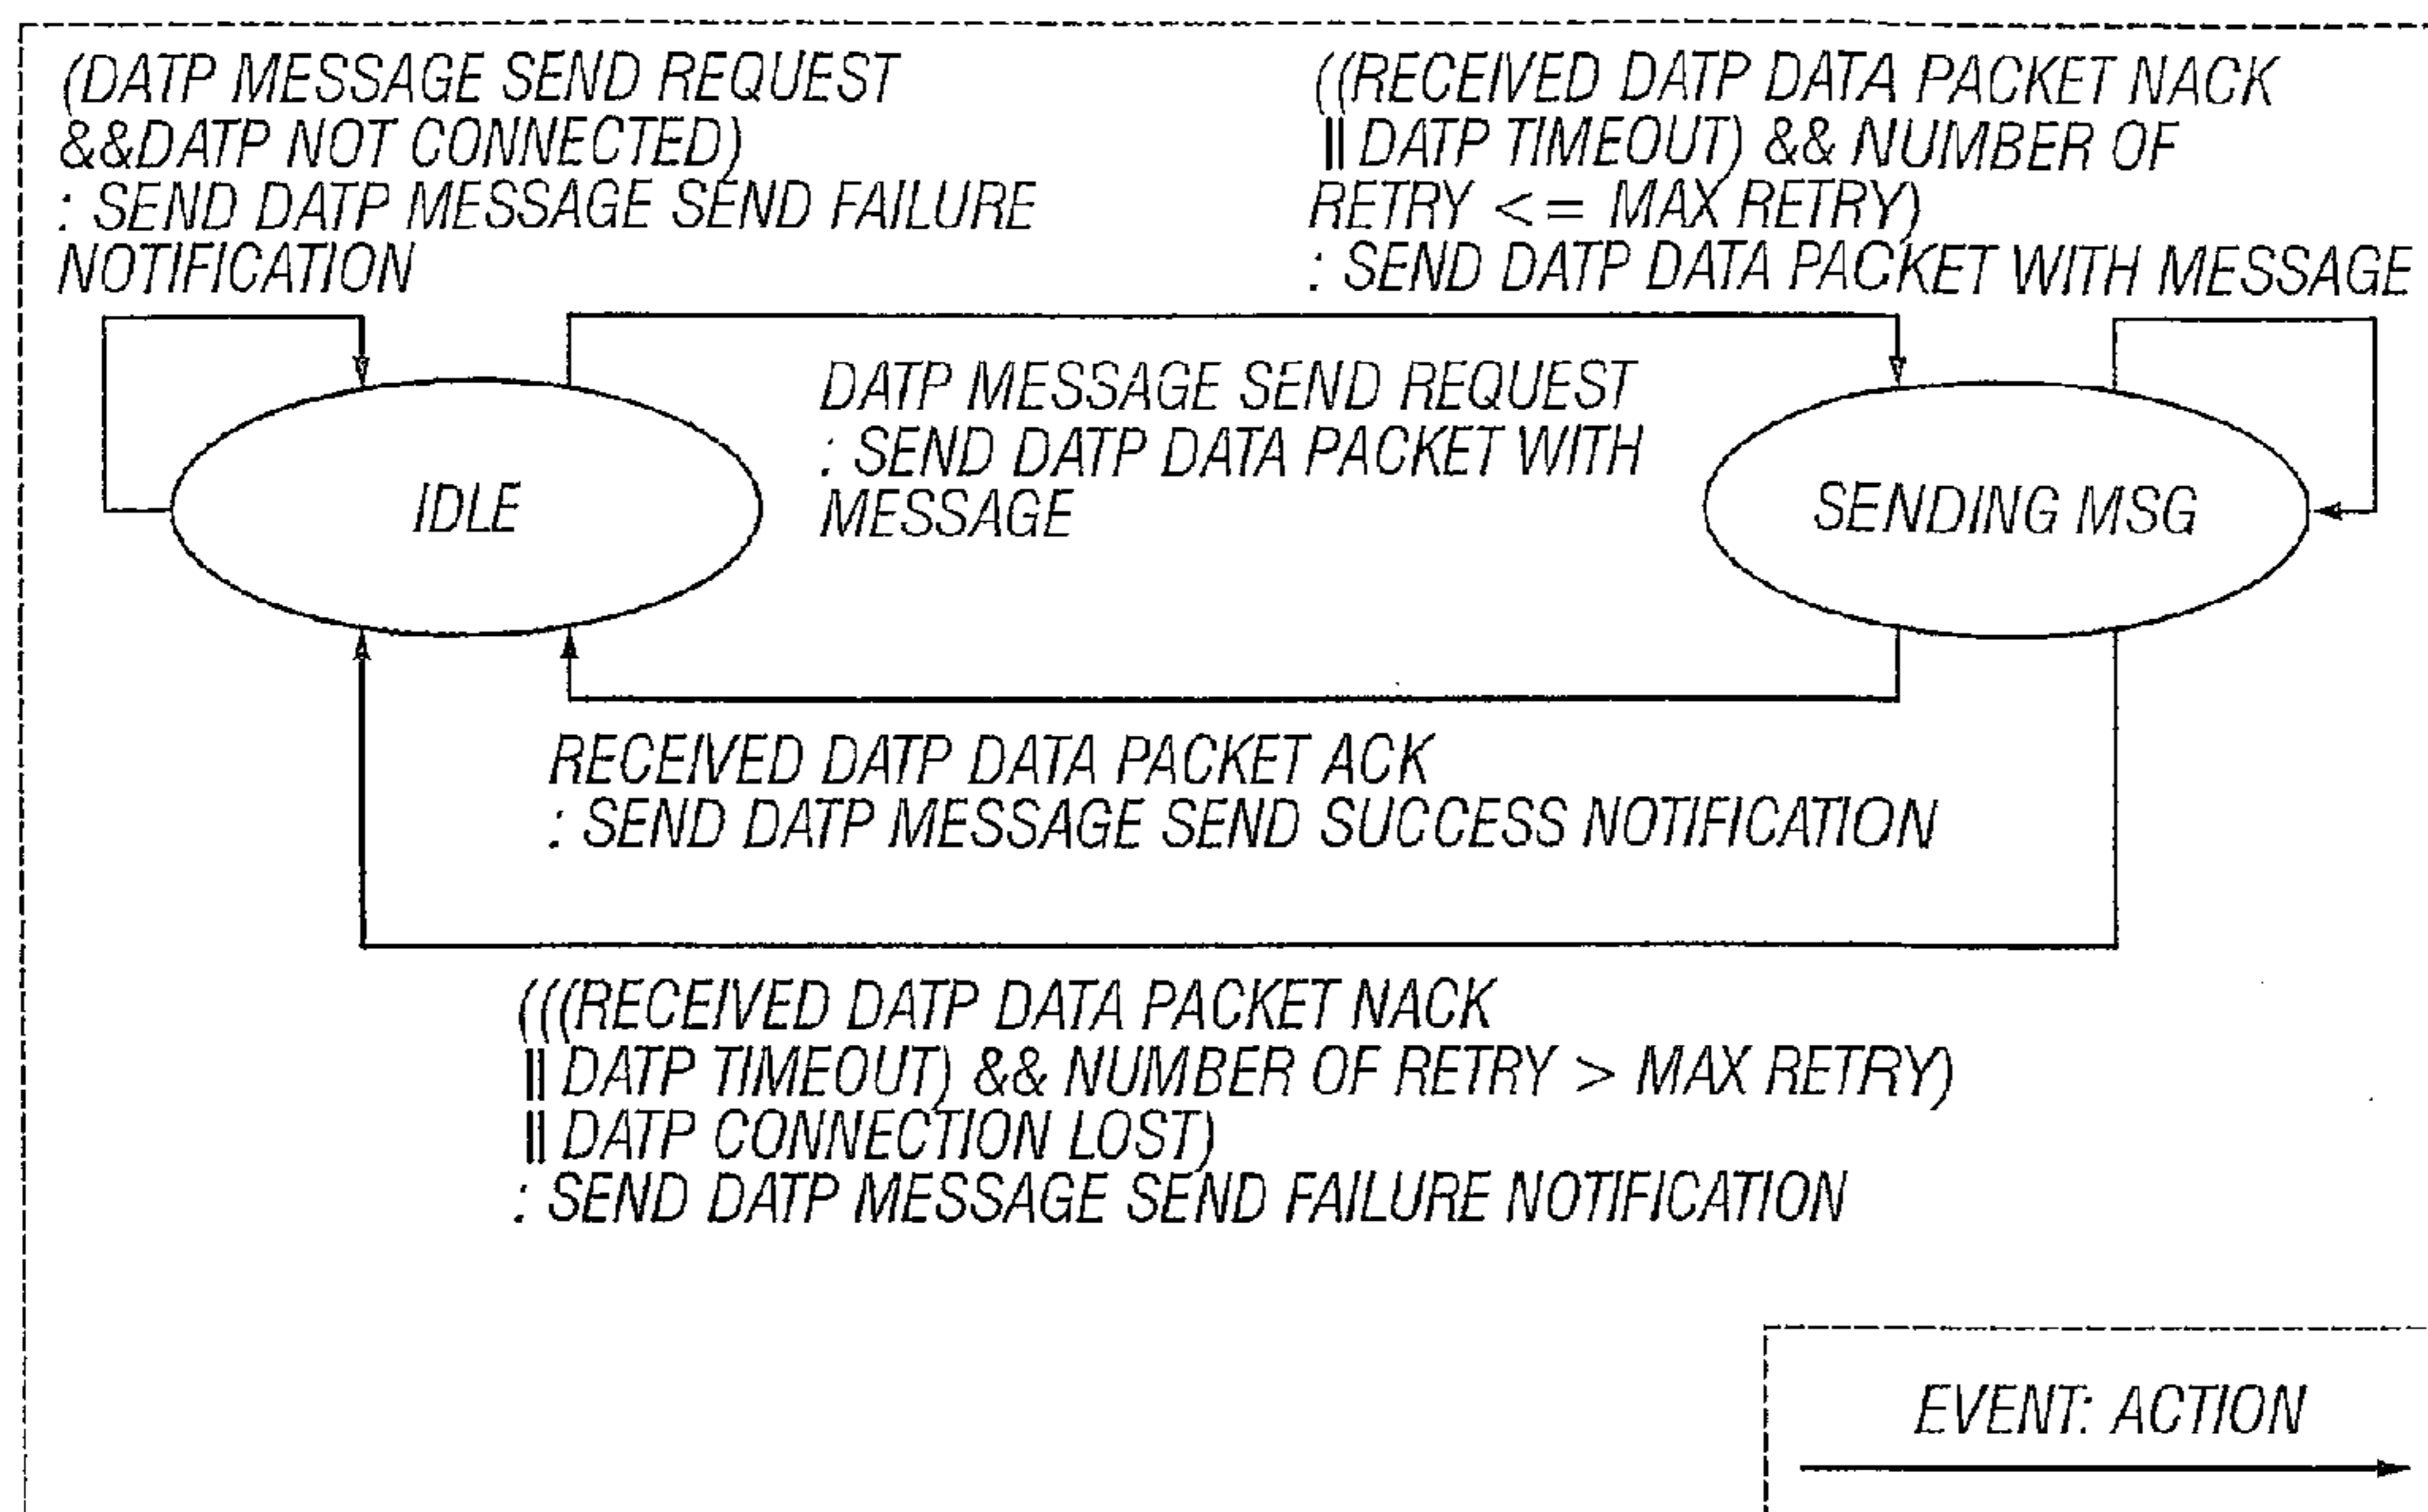 (DATP MESSAGE SEND REQUEST
&&DATP NOT CONNECTED)
: SEND DATP MESSAGE SEND FAILURE
NOTIFICATION
((RECEIVED DATP DATA PACKET NACK
|| DATP TIMEOUT) && NUMBER OF
RETRY <= MAX RETRY)
: SEND DATP DATA PACKET WITH MESSAGE
DATP MESSAGE SEND REQUEST
: SEND DATP DATA PACKET WITH
MESSAGE
IDLE
SENDING MSG
RECEIVED DATP DATA PACKET ACK
: SEND DATP MESSAGE SEND SUCCESS NOTIFICATION
(((RECEIVED DATP DATA PACKET NACK
|| DATP TIMEOUT) && NUMBER OF RETRY > MAX RETRY)
|| DATP CONNECTION LOST)
: SEND DATP MESSAGE SEND FAILURE NOTIFICATION
EVENT: ACTION